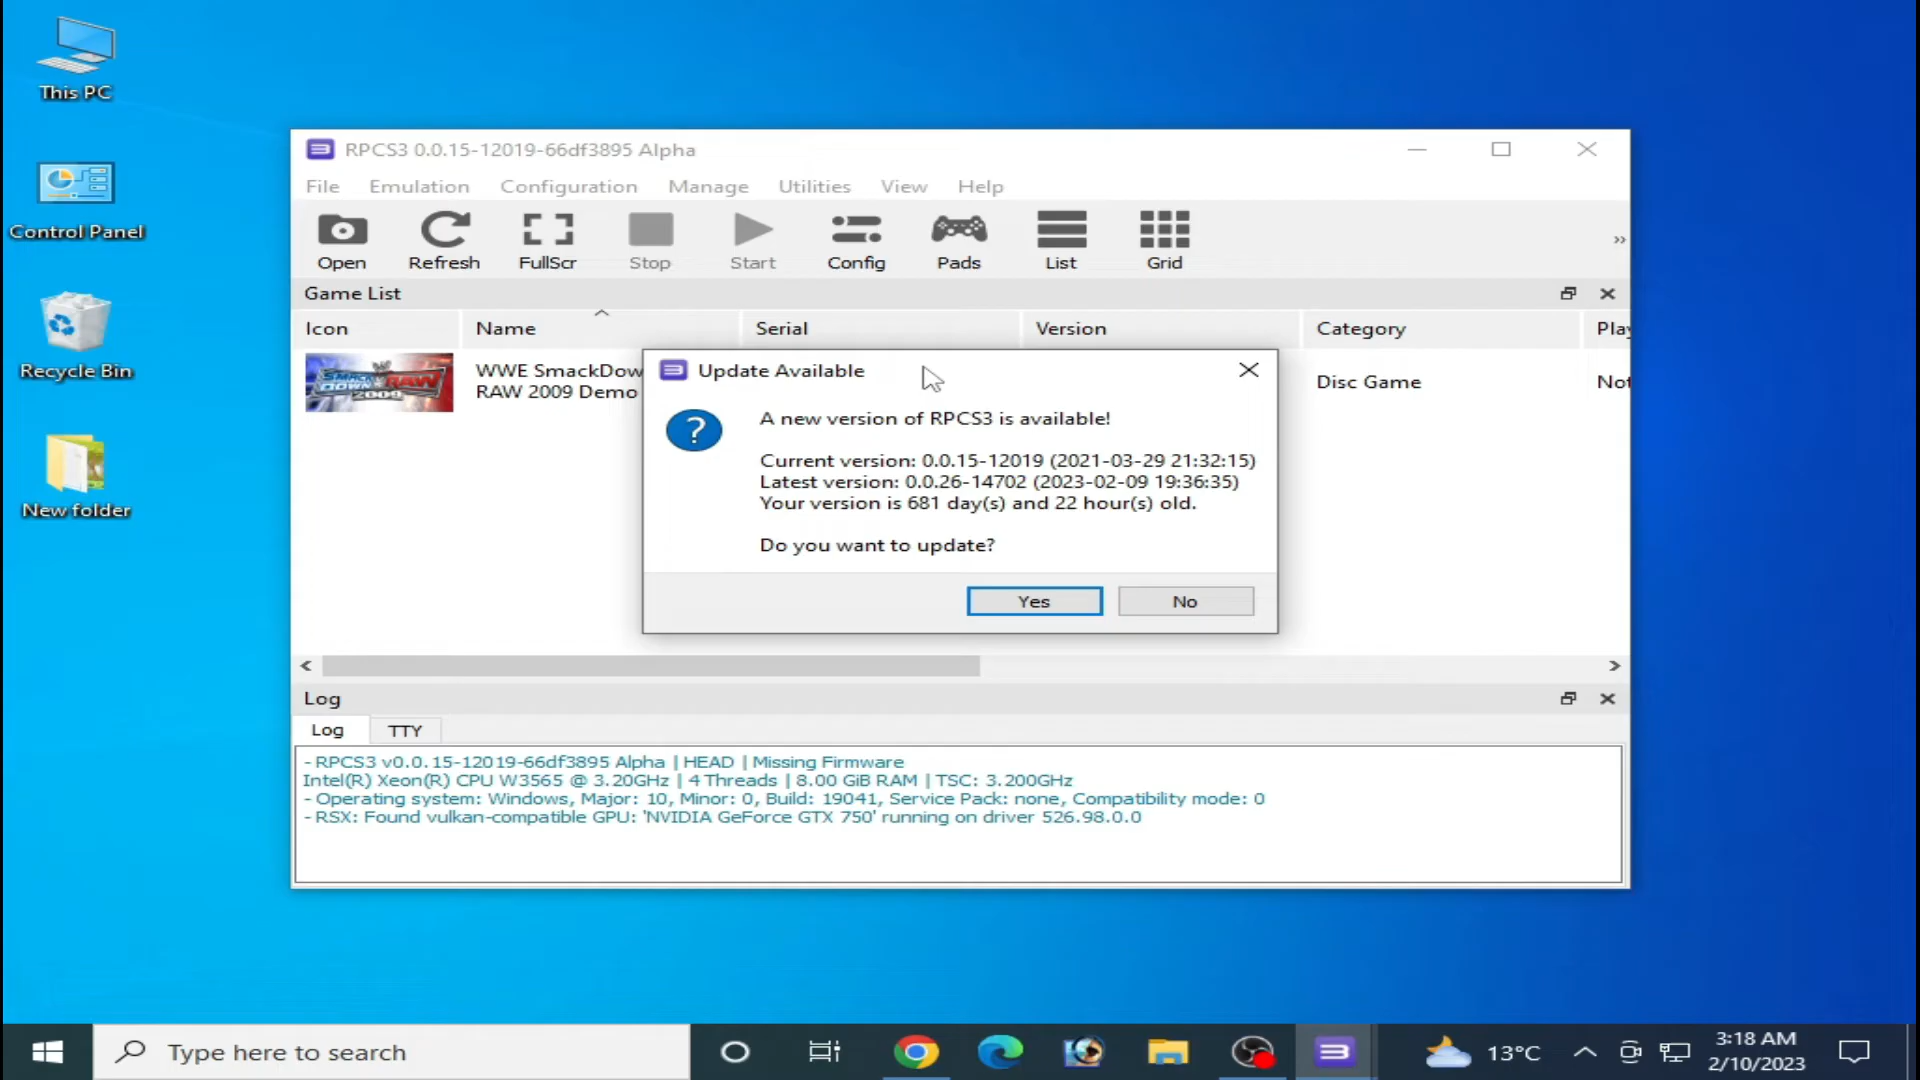 This PC
Control Panel
Recycle Bin
New folder
RPCS3 0.0.15-12019-66df3895 Alpha
File Emulation Configuration Manage Utilities View Help
Open Refresh FullScr Stop Start Config Pads List Grid
»
Game List
Icon Name Serial Version Category Play
SMACK DOWN RAW 2009
WWE SmackDow
RAW 2009 Demo
Disc Game
Not
Update Available
A new version of RPCS3 is available!
Current version: 0.0.15-12019 (2021-03-29 21:32:15)
Latest version: 0.0.26-14702 (2023-02-09 19:36:35)
Your version is 681 day(s) and 22 hour(s) old.
Do you want to update?
Yes No
Log
Log TTY
- RPCS3 v0.0.15-12019-66df3895 Alpha | HEAD | Missing Firmware
Intel(R) Xeon(R) CPU W3565 @ 3.20GHz | 4 Threads | 8.00 GiB RAM | TSC: 3.200GHz
- Operating system: Windows, Major: 10, Minor: 0, Build: 19041, Service Pack: none, Compatibility mode: 0
- RSX: Found vulkan-compatible GPU: 'NVIDIA GeForce GTX 750' running on driver 526.98.0.0
Type here to search
13°C
3:18 AM
2/10/2023